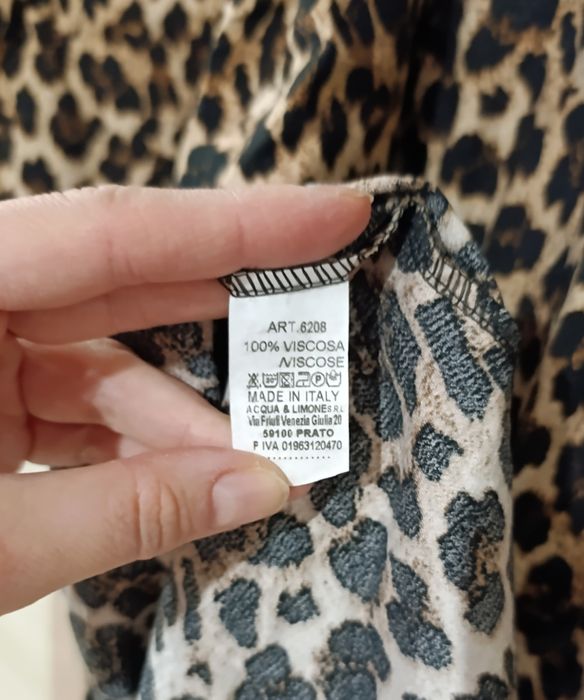 ART.6208
100% VISCOSA
/VISCOSE
MADE IN ITALY
ACQUA & LIMONE S.R.L
Via Friuli Venezia Giulia 20
59100 PRATO
P IVA 01963120470